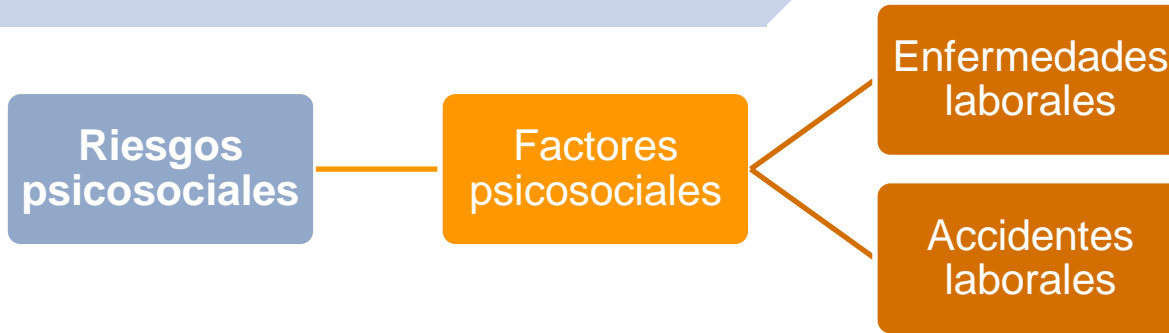 Riesgos
psicosociales
Factores
psicosociales
Enfermedades
laborales
Accidentes
laborales